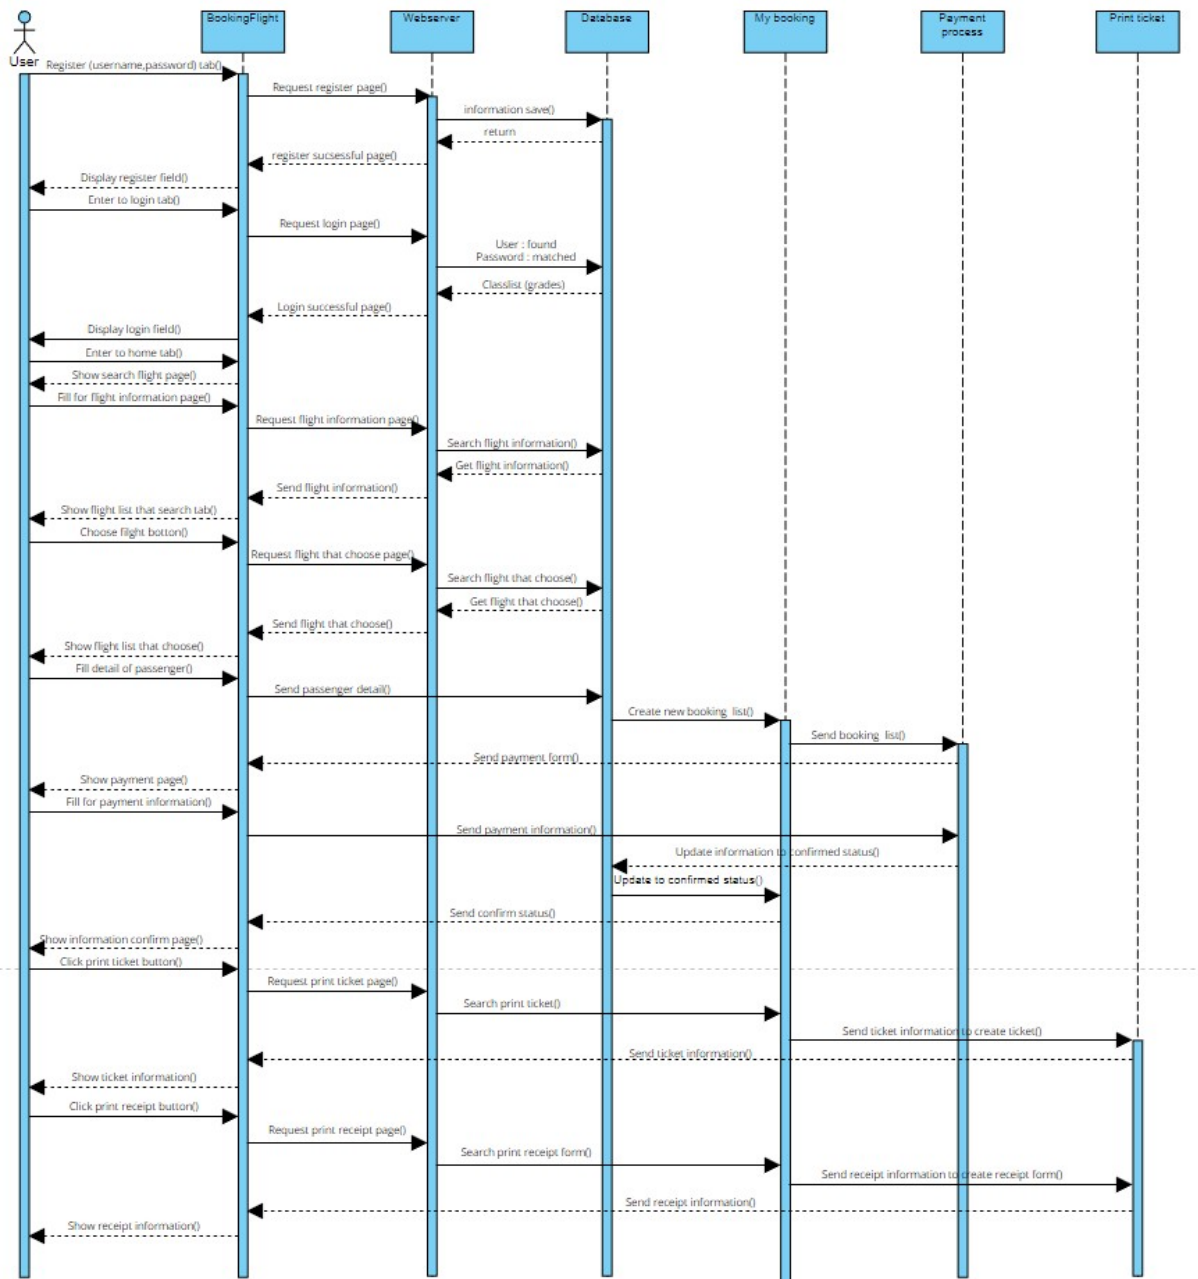 BookingFlight
Webserver
Database
My booking
Payment
process
Print ticket
User
Register (username,password) tab()
Request register page()
information save()
return
register sucsessful page()
Display register field()
Enter to login tab()
Request login page()
User : found
Password : matched
Classlist (grades)
Login successful page()
Display login field()
Enter to home tab()
Show search flight page()
Fill for flight information page()
Request flight information page()
Search flight information()
Get flight information()
Send flight information()
Show flight list that search tab()
Choose filght botton()
Request flight that choose page()
Search flight that choose()
Get flight that choose()
Send flight that choose()
Show flight list that choose()
Fill detail of passenger()
Send passenger detail()
Create new booking list()
Send booking list()
Send payment form()
Show payment page()
Fill for payment information()
Send payment information()
Update information to confirmed status()
Update to confirmed status()
Send confirm status()
Show information confirm page()
Click print ticket button()
Request print ticket page()
Search print ticket()
Send ticket information to create ticket()
Send ticket information()
Show ticket information()
Click print receipt button()
Request print receipt page()
Search print receipt form()
Send receipt information to create receipt form()
Send receipt information()
Show receipt information()